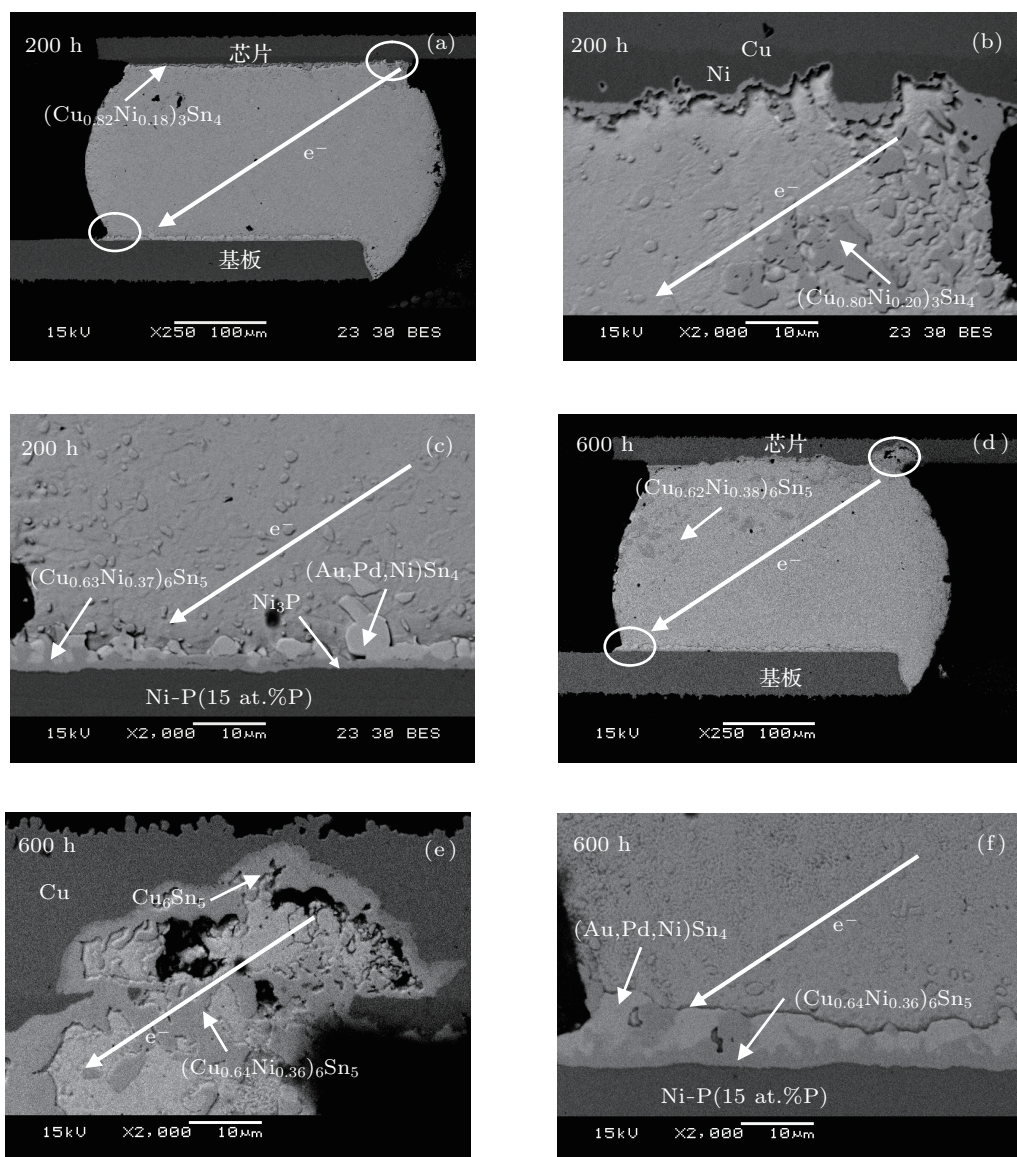 200 h
(a)
芯片
(Cu0.82Ni0.18)3Sn4
e−
基板
15kV X250 100μm 23 30 BES
200 h
(b)
Cu
Ni
e−
(Cu0.80Ni0.20)3Sn4
15kV X2,000 10μm 23 30 BES
200 h
(c)
e−
(Cu0.63Ni0.37)6Sn5
(Au,Pd,Ni)Sn4
Ni3P
Ni-P(15 at.%P)
15kV X2,000 10μm 23 30 BES
600 h
芯片
(d)
(Cu0.62Ni0.38)6Sn5
e−
基板
15kV X250 100μm
600 h
(e)
Cu
Cu6Sn5
e−
(Cu0.64Ni0.36)6Sn5
15kV X2,000 10μm
600 h
(f)
e−
(Au,Pd,Ni)Sn4
(Cu0.64Ni0.36)6Sn5
Ni-P(15 at.%P)
15kV X2,000 10μm